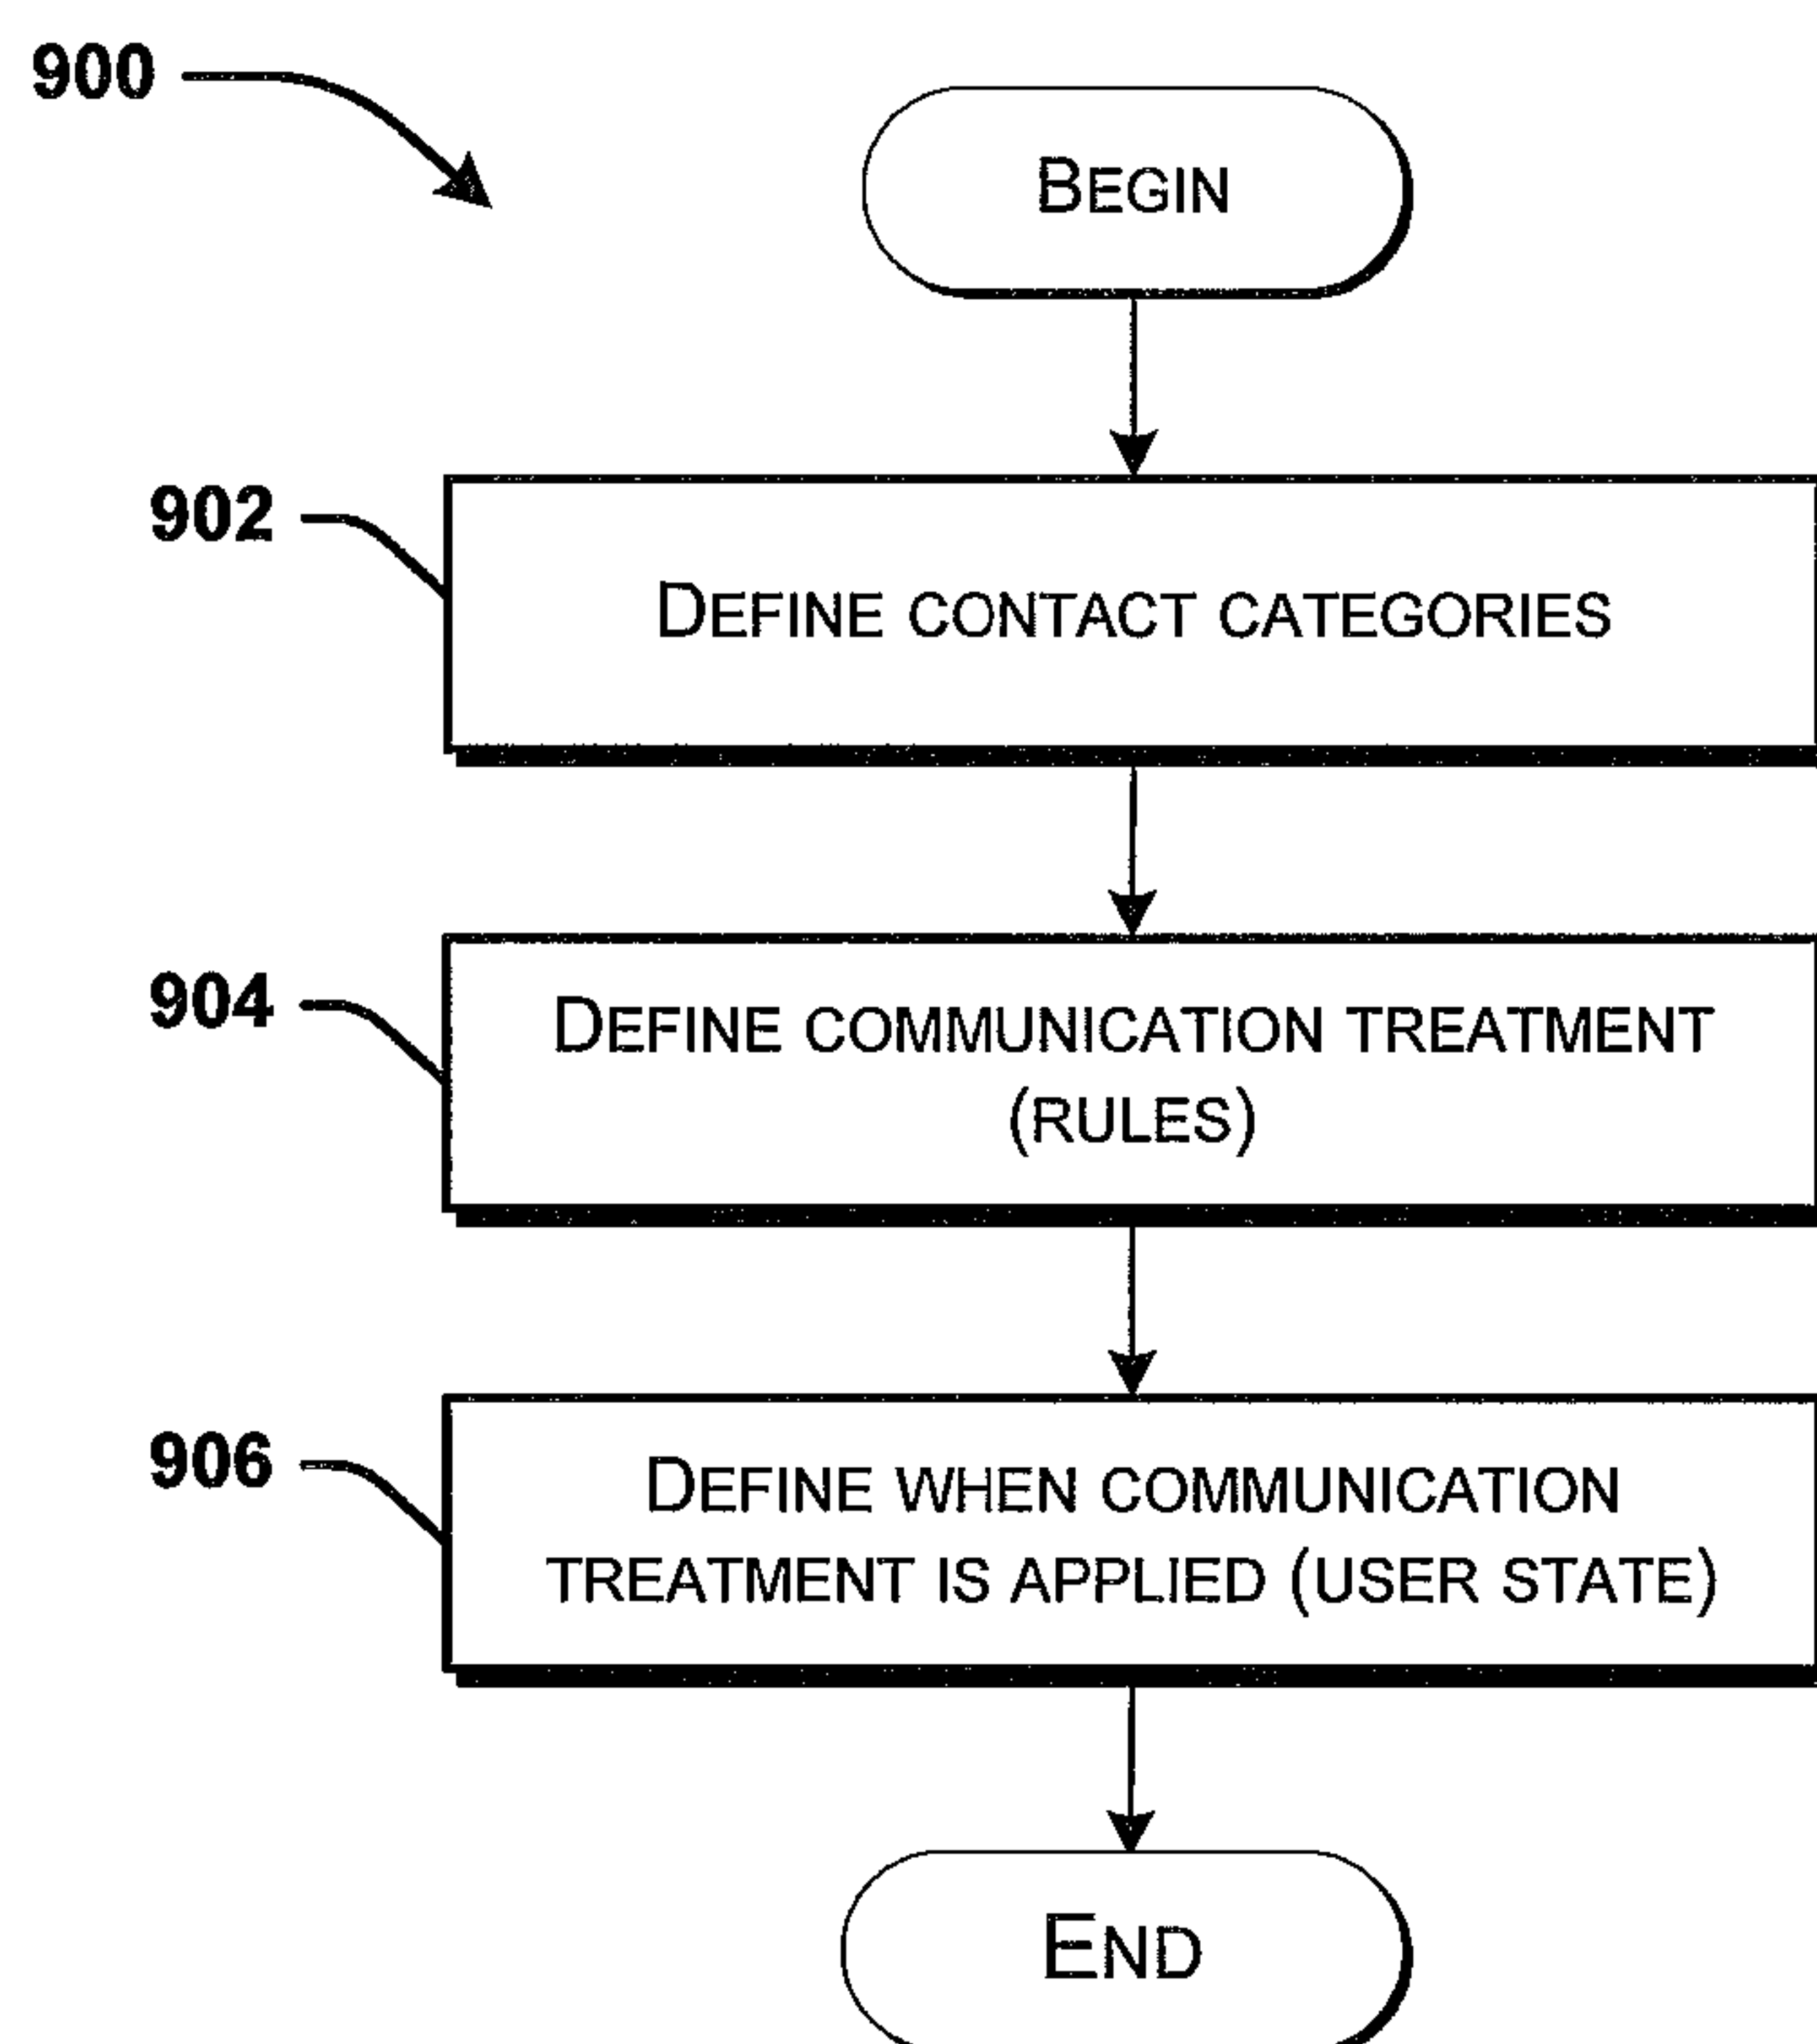 900
BEGIN
902
DEFINE CONTACT CATEGORIES
904
DEFINE COMMUNICATION TREATMENT
(RULES)
906
DEFINE WHEN COMMUNICATION
TREATMENT IS APPLIED (USER STATE)
END